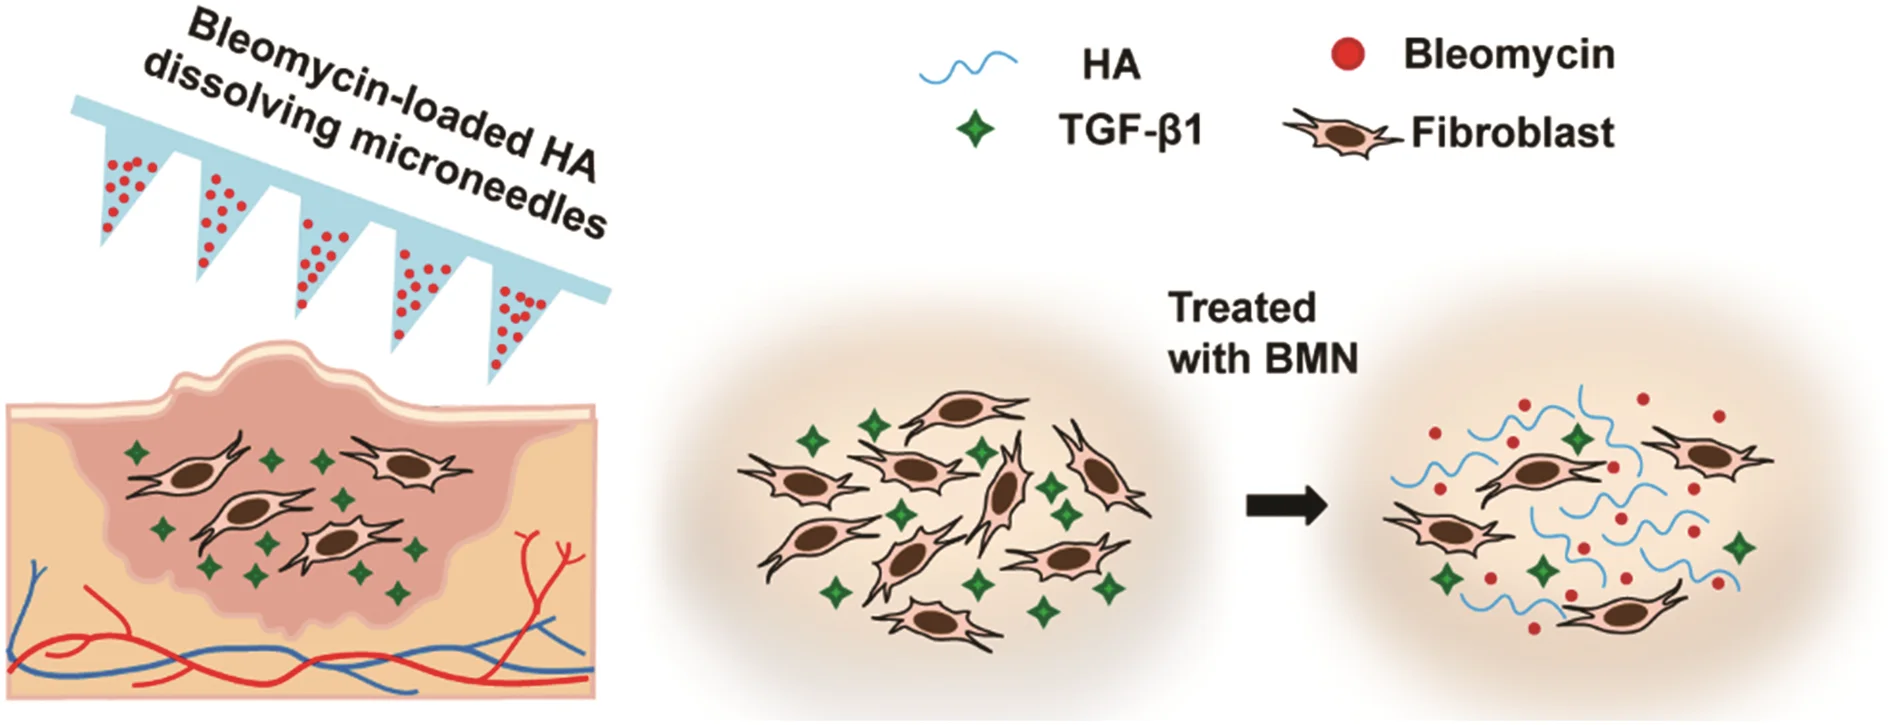 Bleomycin-loaded HA
dissolving microneedles
HA
Bleomycin
TGF-β1
Fibroblast
Treated
with BMN